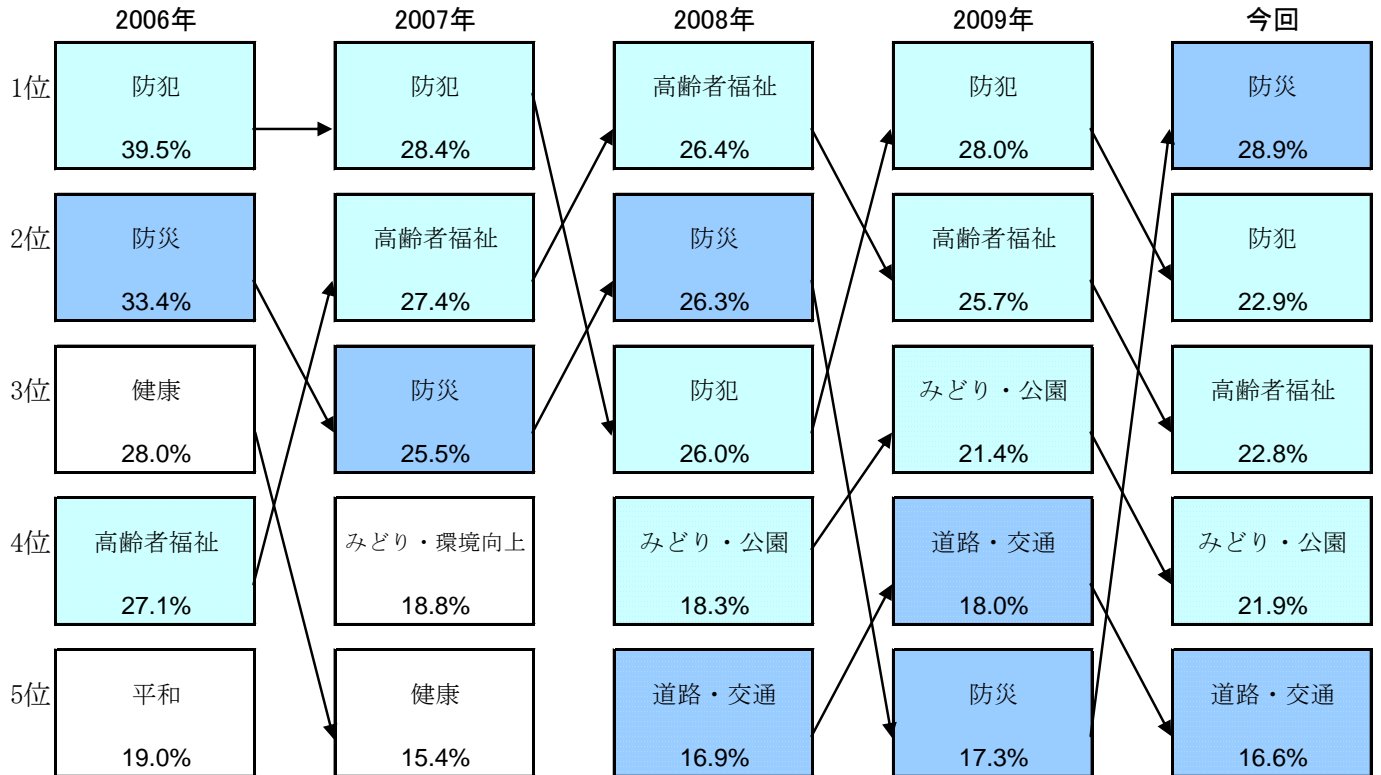 2006年 2007年 2008年 2009年 今回
1位 防犯 防犯 高齢者福祉 防犯 防災
39.5% 28.4% 26.4% 28.0% 28.9%
2位 防災 高齢者福祉 防災 高齢者福祉 防犯
33.4% 27.4% 26.3% 25.7% 22.9%
3位 健康 防災 防犯 みどり・公園 高齢者福祉
28.0% 25.5% 26.0% 21.4% 22.8%
4位 高齢者福祉 みどり・環境向上 みどり・公園 道路・交通 みどり・公園
27.1% 18.8% 18.3% 18.0% 21.9%
5位 平和 健康 道路・交通 防災 道路・交通
19.0% 15.4% 16.9% 17.3% 16.6%